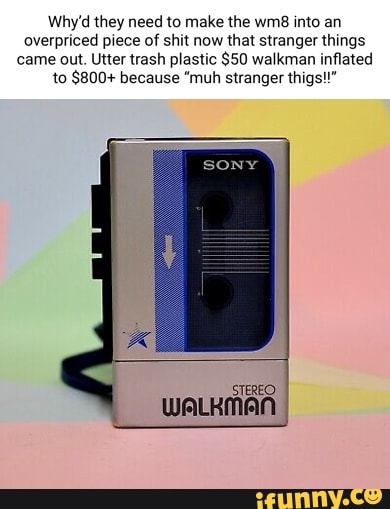 Why'd they need to make the wm8 into an
overpriced piece of shit now that stranger things
came out. Utter trash plastic $50 walkman inflated
to $800+ because “muh stranger thigs!!”
SONY
STEREO
WALKMAN
ifunny.co